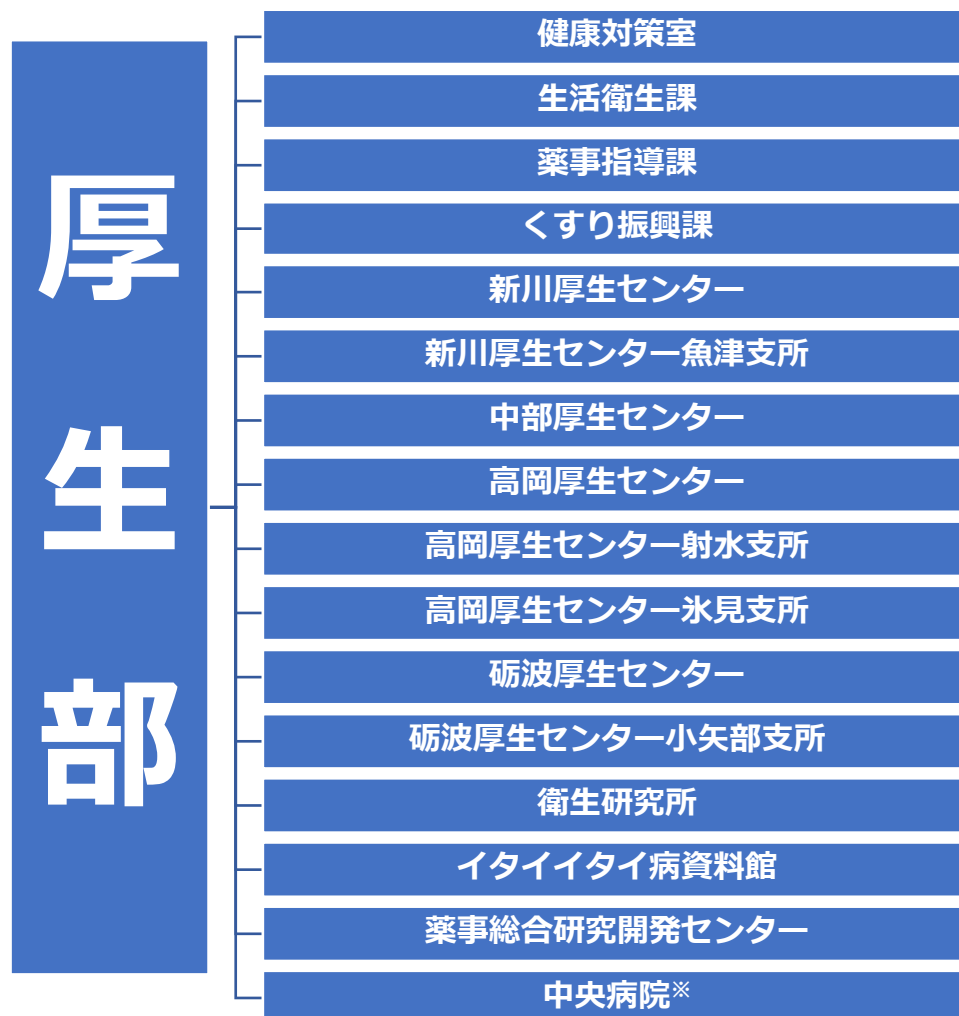 厚生部
健康対策室
生活衛生課
薬事指導課
くすり振興課
新川厚生センター
新川厚生センター魚津支所
中部厚生センター
高岡厚生センター
高岡厚生センター射水支所
高岡厚生センター氷見支所
砺波厚生センター
砺波厚生センター小矢部支所
衛生研究所
イタイイタイ病資料館
薬事総合研究開発センター
中央病院※